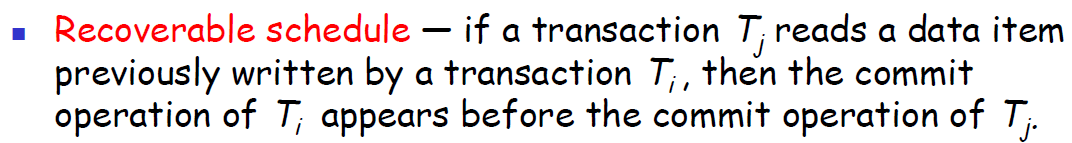 ▪ Recoverable schedule — if a transaction Tj reads a data item
previously written by a transaction Ti, then the commit
operation of Ti appears before the commit operation of Tj.